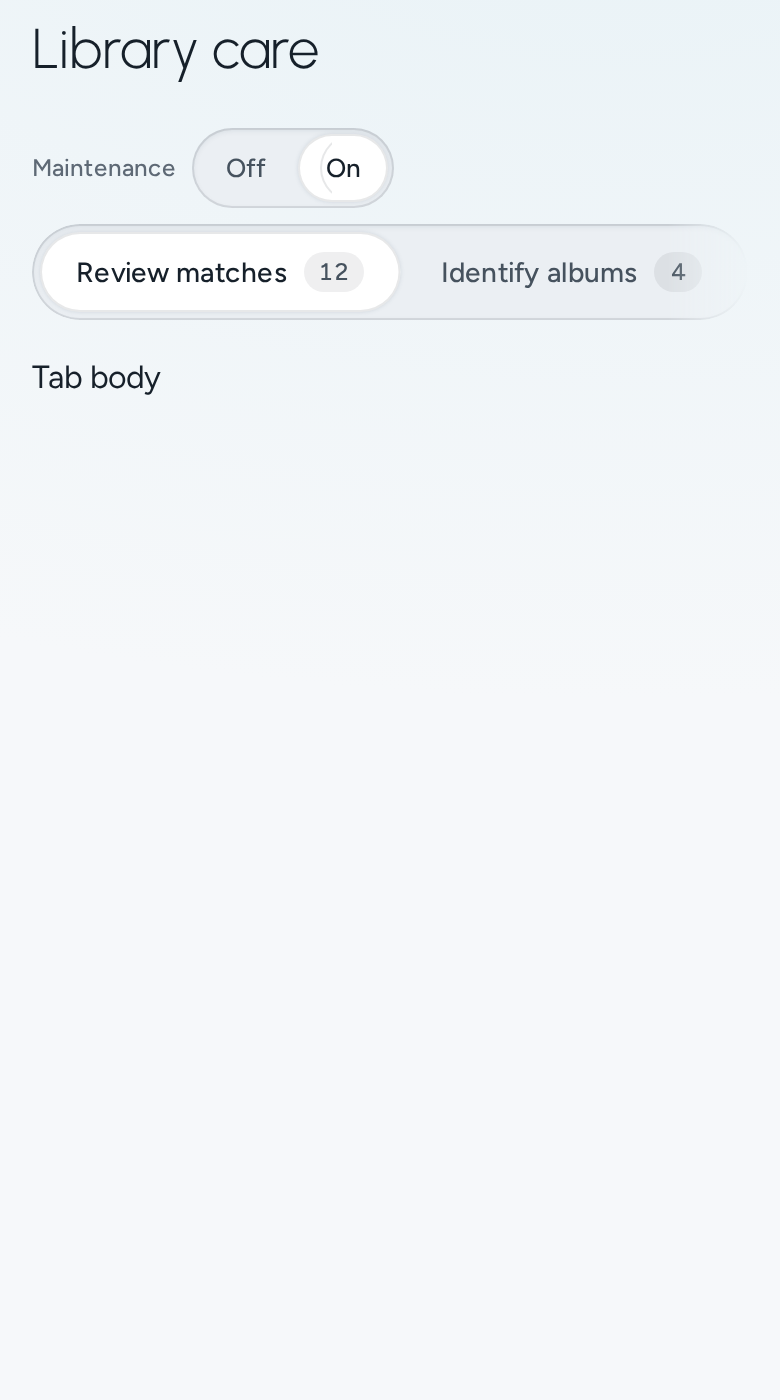 Library care
Maintenance Off On
Review matches 12 Identify albums 4
Tab body